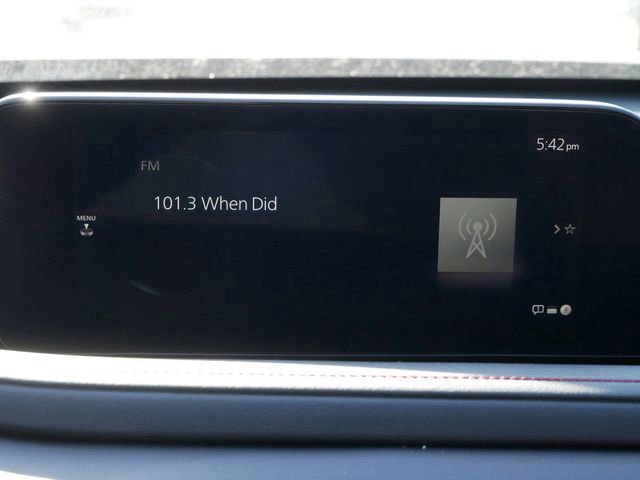 5:42pm
FM
101.3 When Did
MENU